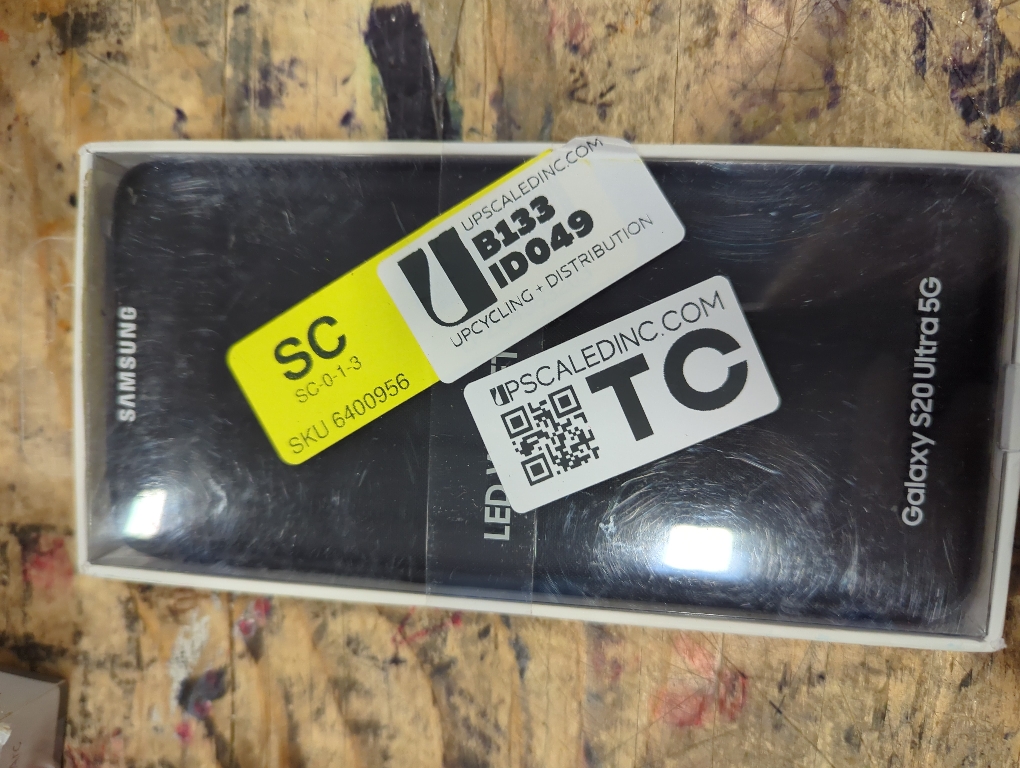 SAMSUNG
SC
SC-0-1-3
SKU 6400956
UPSCALEDINC.COM
B133
ID049
UPCYCLING + DISTRIBUTION
UPSCALEDINC.COM
TC
LED
Galaxy S20 Ultra 5G